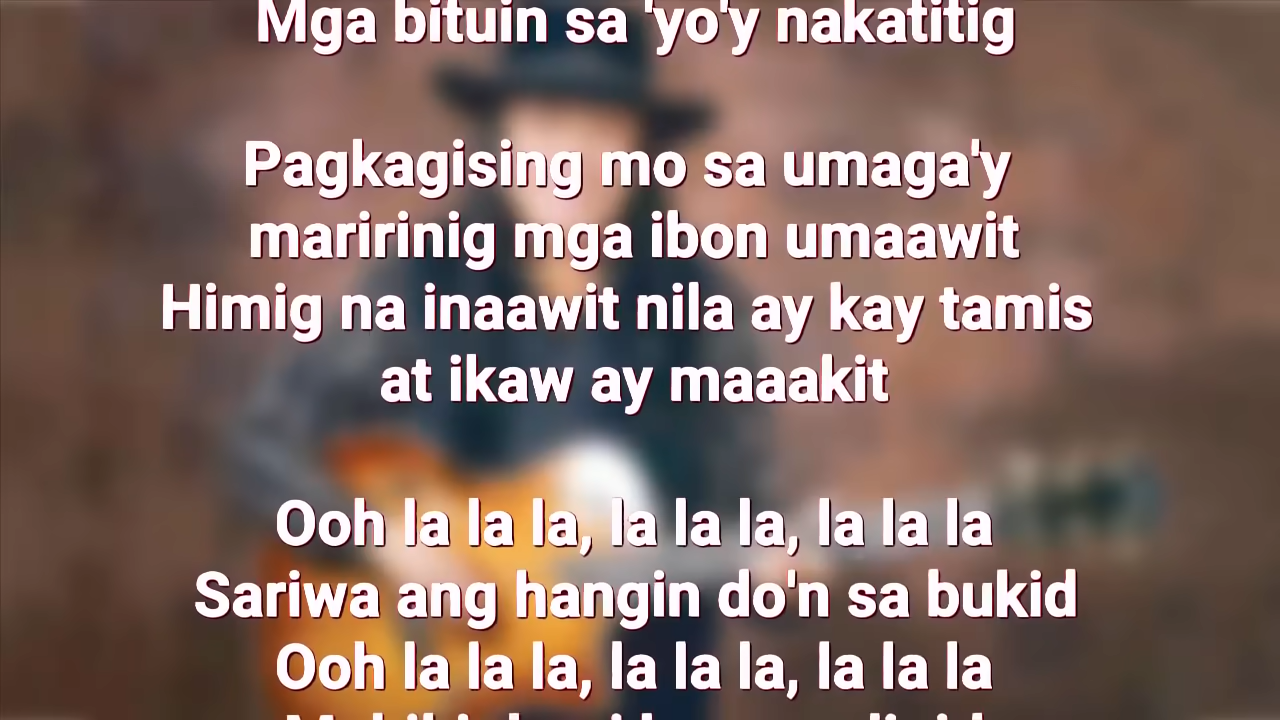 Mga bituin sa 'yo'y nakatitig
Pagkagising mo sa umaga'y
maririnig mga ibon umaawit
Himig na inaawit nila ay kay tamis
at ikaw ay maaakit
Ooh la la la, la la la, la la la
Sariwa ang hangin do'n sa bukid
Ooh la la la, la la la, la la la